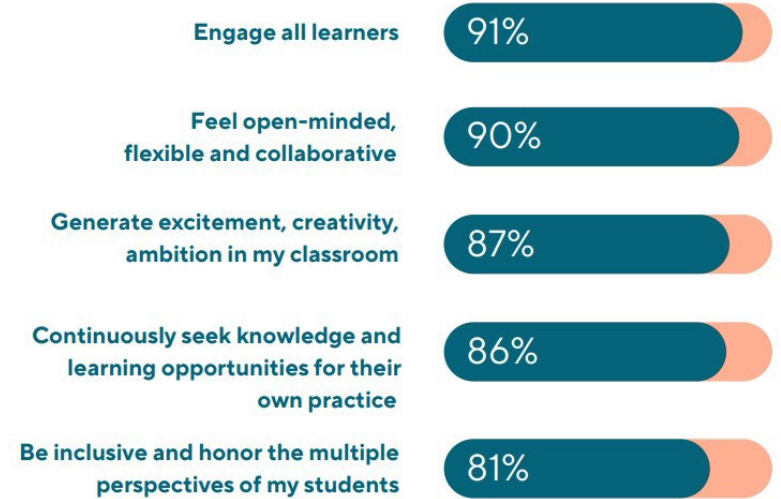 Engage all learners
91%
Feel open-minded,
flexible and collaborative
90%
Generate excitement, creativity,
ambition in my classroom
87%
Continuously seek knowledge and
learning opportunities for their
own practice
86%
Be inclusive and honor the multiple
perspectives of my students
81%